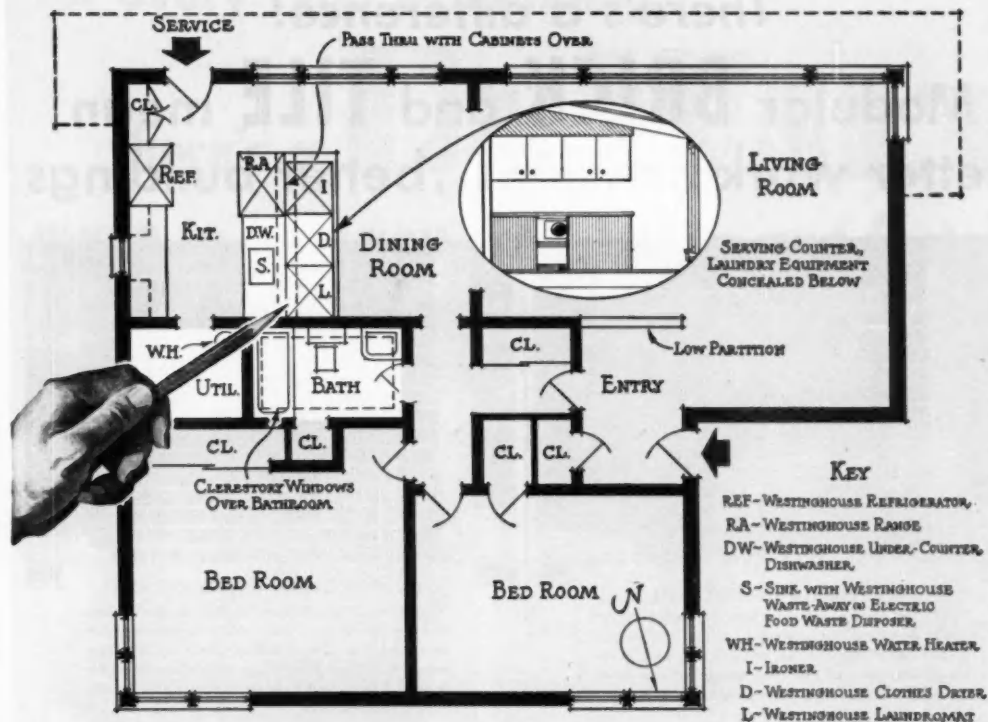 SERVICE
PASS THRU WITH CABINETS OVER
CL.
REF.
RA.
I
LIVING
ROOM
KIT.
D.W.
D.
DINING
ROOM
S.
L.
SERVING COUNTER,
LAUNDRY EQUIPMENT
CONCEALED BELOW
W.H.
CL.
LOW PARTITION
UTIL.
BATH
ENTRY
CL.
CL.
CL.
CL.
CLERESTORY WINDOWS
OVER BATHROOM
BED ROOM
BED ROOM
N
KEY
REF-WESTINGHOUSE REFRIGERATOR
RA-WESTINGHOUSE RANGE
DW-WESTINGHOUSE UNDER-COUNTER
DISHWASHER
S-SINK WITH WESTINGHOUSE
WASTE-AWAY ELECTRIC
FOOD WASTE DISPOSER
WH-WESTINGHOUSE WATER HEATER
I-IRONER
D-WESTINGHOUSE CLOTHES DRYER
L-WESTINGHOUSE LAUNDROMAT